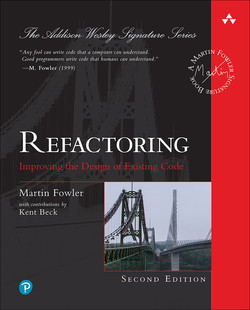 The Addison Wesley Signature Series
"Any fool can write code that a computer can understand.
Good programmers write code that humans can understand."
—M. Fowler (1999)
A MARTIN FOWLER SIGNATURE BOOK
Martin
REFACTORING
Improving the Design of Existing Code
Martin Fowler
with contributions by
Kent Beck
P
SECOND EDITION